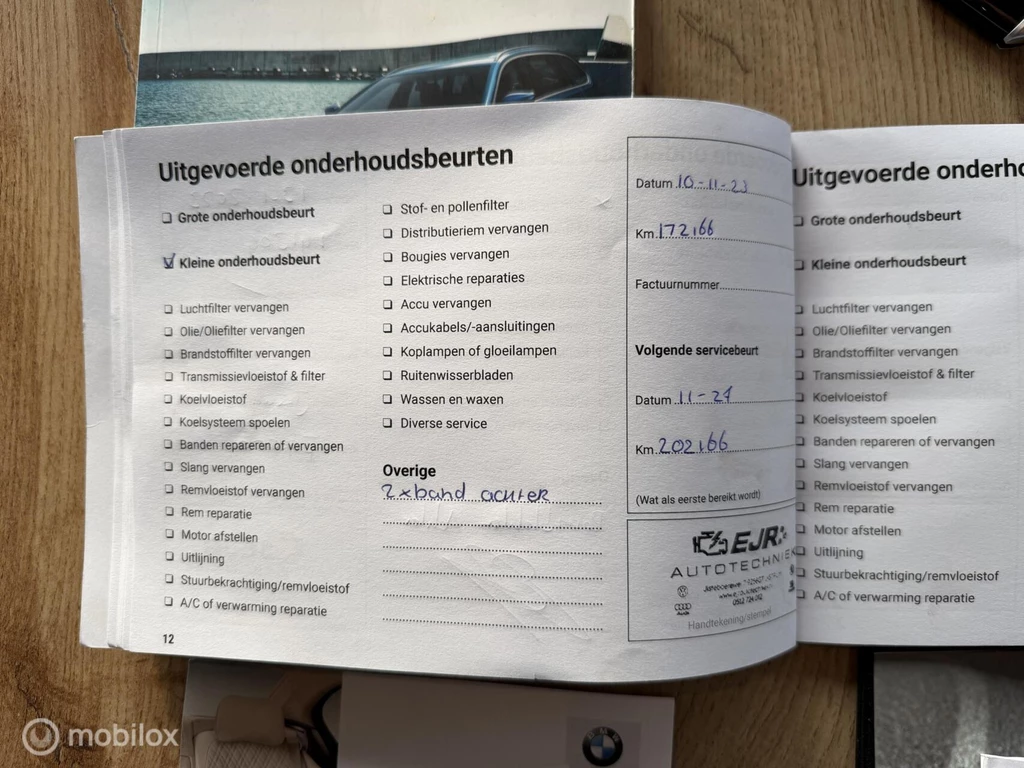 Uitgevoerde onderhoudsbeurten
Grote onderhoudsbeurt
Kleine onderhoudsbeurt
Luchtfilter vervangen
Olie/Oliefilter vervangen
Brandstoffilter vervangen
Transmissievloeistof & filter
Koelvloeistof
Koelsysteem spoelen
Banden repareren of vervangen
Slang vervangen
Remvloeistof vervangen
Rem reparatie
Motor afstellen
Uitlijning
Stuurbekrachtiging/remvloeistof
A/C of verwarming reparatie
12
Stof- en pollenfilter
Distributieriem vervangen
Bougies vervangen
Elektrische reparaties
Accu vervangen
Accukabels/-aansluitingen
Koplampen of gloeilampen
Ruitenwisserbladen
Wassen en waxen
Diverse service
Overige
2x band achter
Datum 10-11-23
Km. 172166
Factuurnummer
Volgende servicebeurt
Datum 11-24
Km. 202166
(Wat als eerste bereikt wordt)
EJR
AUTOTECHNIEK
Audi
0512
Handtekening/stempel
Uitgevoerde onderho
Grote onderhoudsbeurt
Kleine onderhoudsbeurt
Luchtfilter vervangen
Olie/Oliefilter vervangen
Brandstoffilter vervangen
Transmissievloeistof & filter
Koelvloeistof
Koelsysteem spoelen
Banden repareren of vervangen
Slang vervangen
Remvloeistof vervangen
Rem reparatie
Motor afstellen
Uitlijning
Stuurbekrachtiging/remvloeistof
A/C of verwarming reparatie
BMW
mobilox